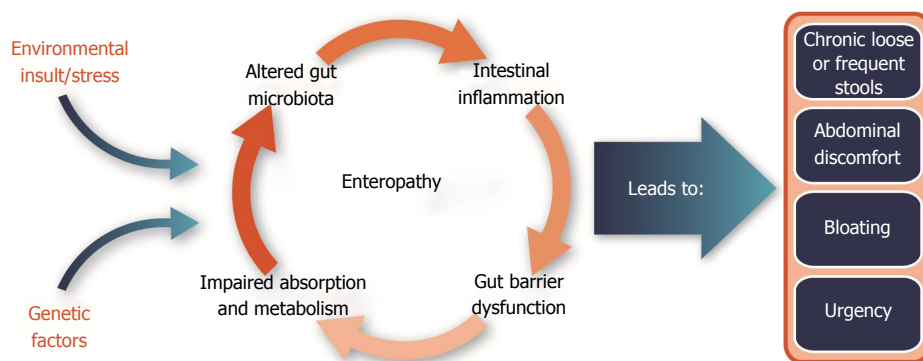 Environmental
insult/stress
Genetic
factors
Altered gut
microbiota
Intestinal
inflammation
Enteropathy
Impaired absorption
and metabolism
Gut barrier
dysfunction
Leads to:
Chronic loose
or frequent
stools
Abdominal
discomfort
Bloating
Urgency